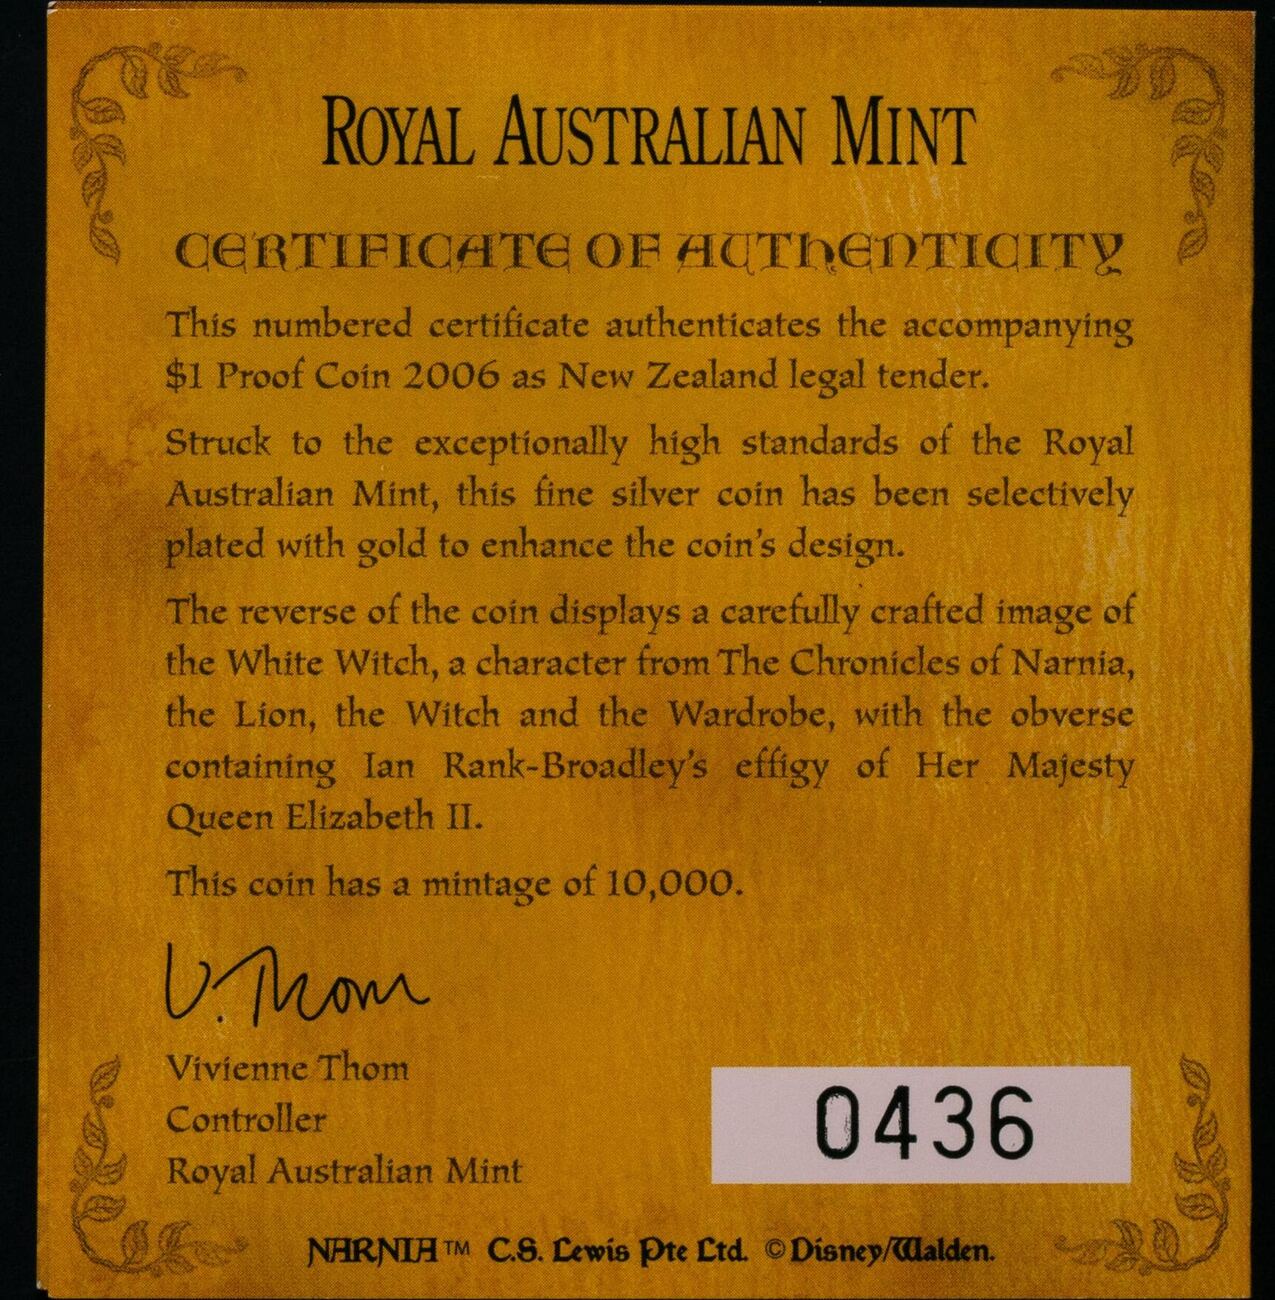 ROYAL AUSTRALIAN MINT
CERTIFICATE OF AUTHENTICITY
This numbered certificate authenticates the accompanying
$1 Proof Coin 2006 as New Zealand legal tender.
Struck to the exceptionally high standards of the Royal
Australian Mint, this fine silver coin has been selectively
plated with gold to enhance the coin's design.
The reverse of the coin displays a carefully crafted image of
the White Witch, a character from The Chronicles of Narnia,
the Lion, the Witch and the Wardrobe, with the obverse
containing Ian Rank-Broadley's effigy of Her Majesty
Queen Elizabeth II.
This coin has a mintage of 10,000.
V. Thom
Vivienne Thom
Controller
Royal Australian Mint
0436
NARNIA™ C.S. Lewis Pte Ltd. © Disney/Walden.